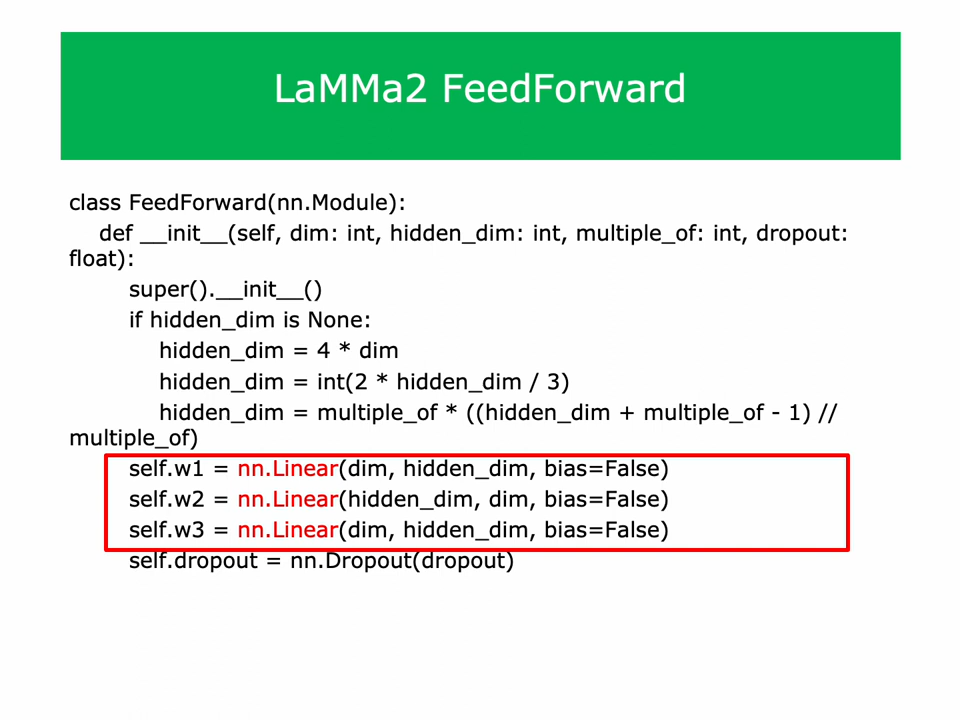 LaMMa2 FeedForward
class FeedForward(nn.Module):
def __init__(self, dim: int, hidden_dim: int, multiple_of: int, dropout:
float):
super().__init__()
if hidden_dim is None:
hidden_dim = 4 * dim
hidden_dim = int(2 * hidden_dim / 3)
hidden_dim = multiple_of * ((hidden_dim + multiple_of - 1) //
multiple_of)
self.w1 = nn.Linear(dim, hidden_dim, bias=False)
self.w2 = nn.Linear(hidden_dim, dim, bias=False)
self.w3 = nn.Linear(dim, hidden_dim, bias=False)
self.dropout = nn.Dropout(dropout)